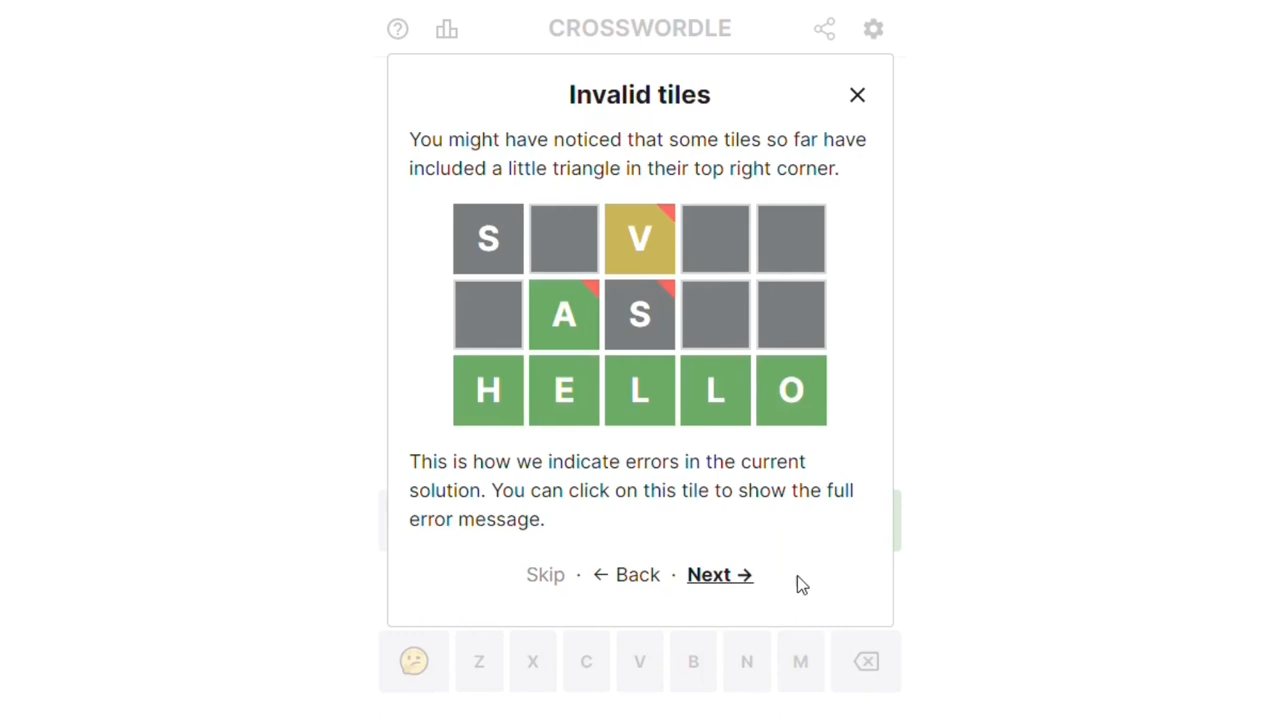 CROSSWORDLE
Invalid tiles
You might have noticed that some tiles so far have
included a little triangle in their top right corner.
S V
A S
H E L L O
This is how we indicate errors in the current
solution. You can click on this tile to show the full
error message.
Skip · ← Back · Next →
Z X C V B N M